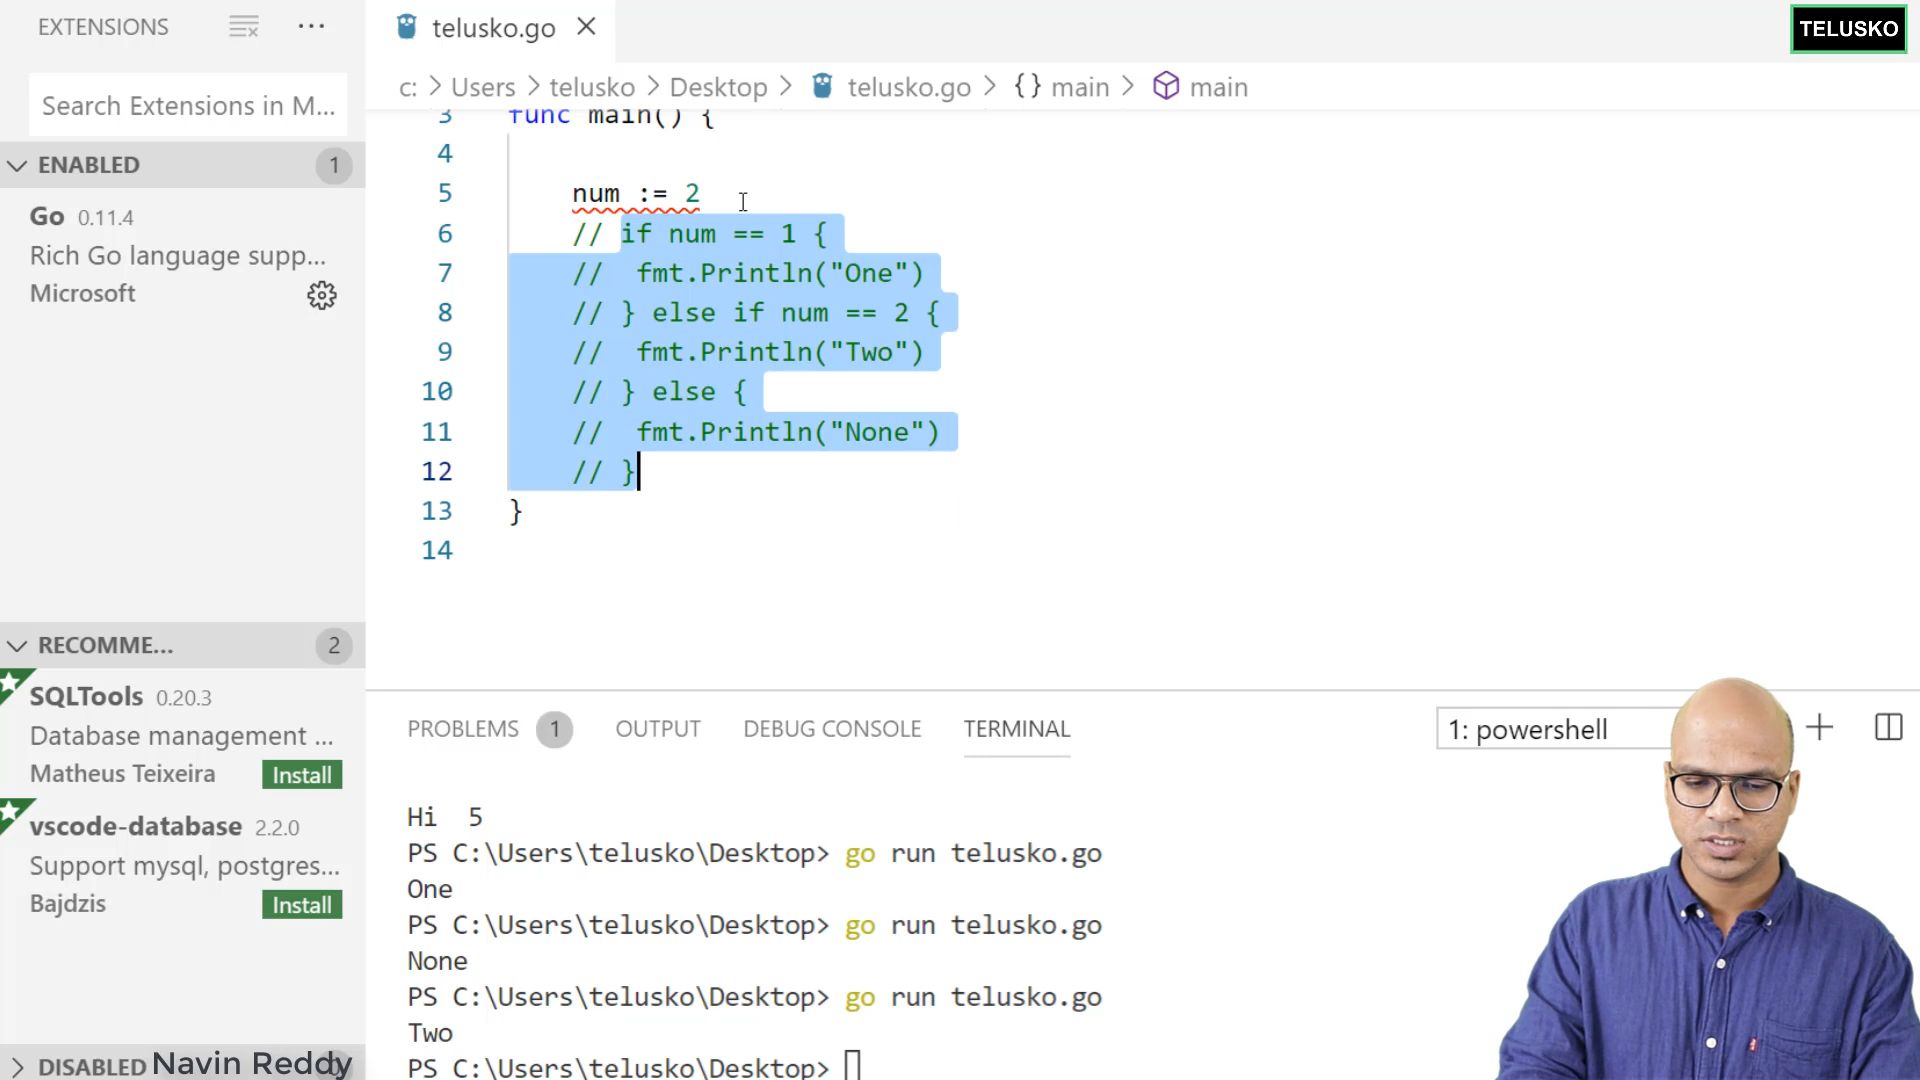 EXTENSIONS
Search Extensions in M...
ENABLED 1
Go 0.11.4
Rich Go language supp...
Microsoft
RECOMME... 2
SQLTools 0.20.3
Database management ...
Matheus Teixeira Install
vscode-database 2.2.0
Support mysql, postgres...
Bajdzis Install
DISABLED
Navin Reddy
telusko.go
TELUSKO
c: > Users > telusko > Desktop > telusko.go > {} main > main
3 func main() {
4
5 num := 2
6 // if num == 1 {
7 //  fmt.Println("One")
8 // } else if num == 2 {
9 //  fmt.Println("Two")
10 // } else {
11 //  fmt.Println("None")
12 // }
13 }
14
PROBLEMS 1 OUTPUT DEBUG CONSOLE TERMINAL 1: powershell
Hi  5
PS C:\Users\telusko\Desktop> go run telusko.go
One
PS C:\Users\telusko\Desktop> go run telusko.go
None
PS C:\Users\telusko\Desktop> go run telusko.go
Two
PS C:\Users\telusko\Desktop>